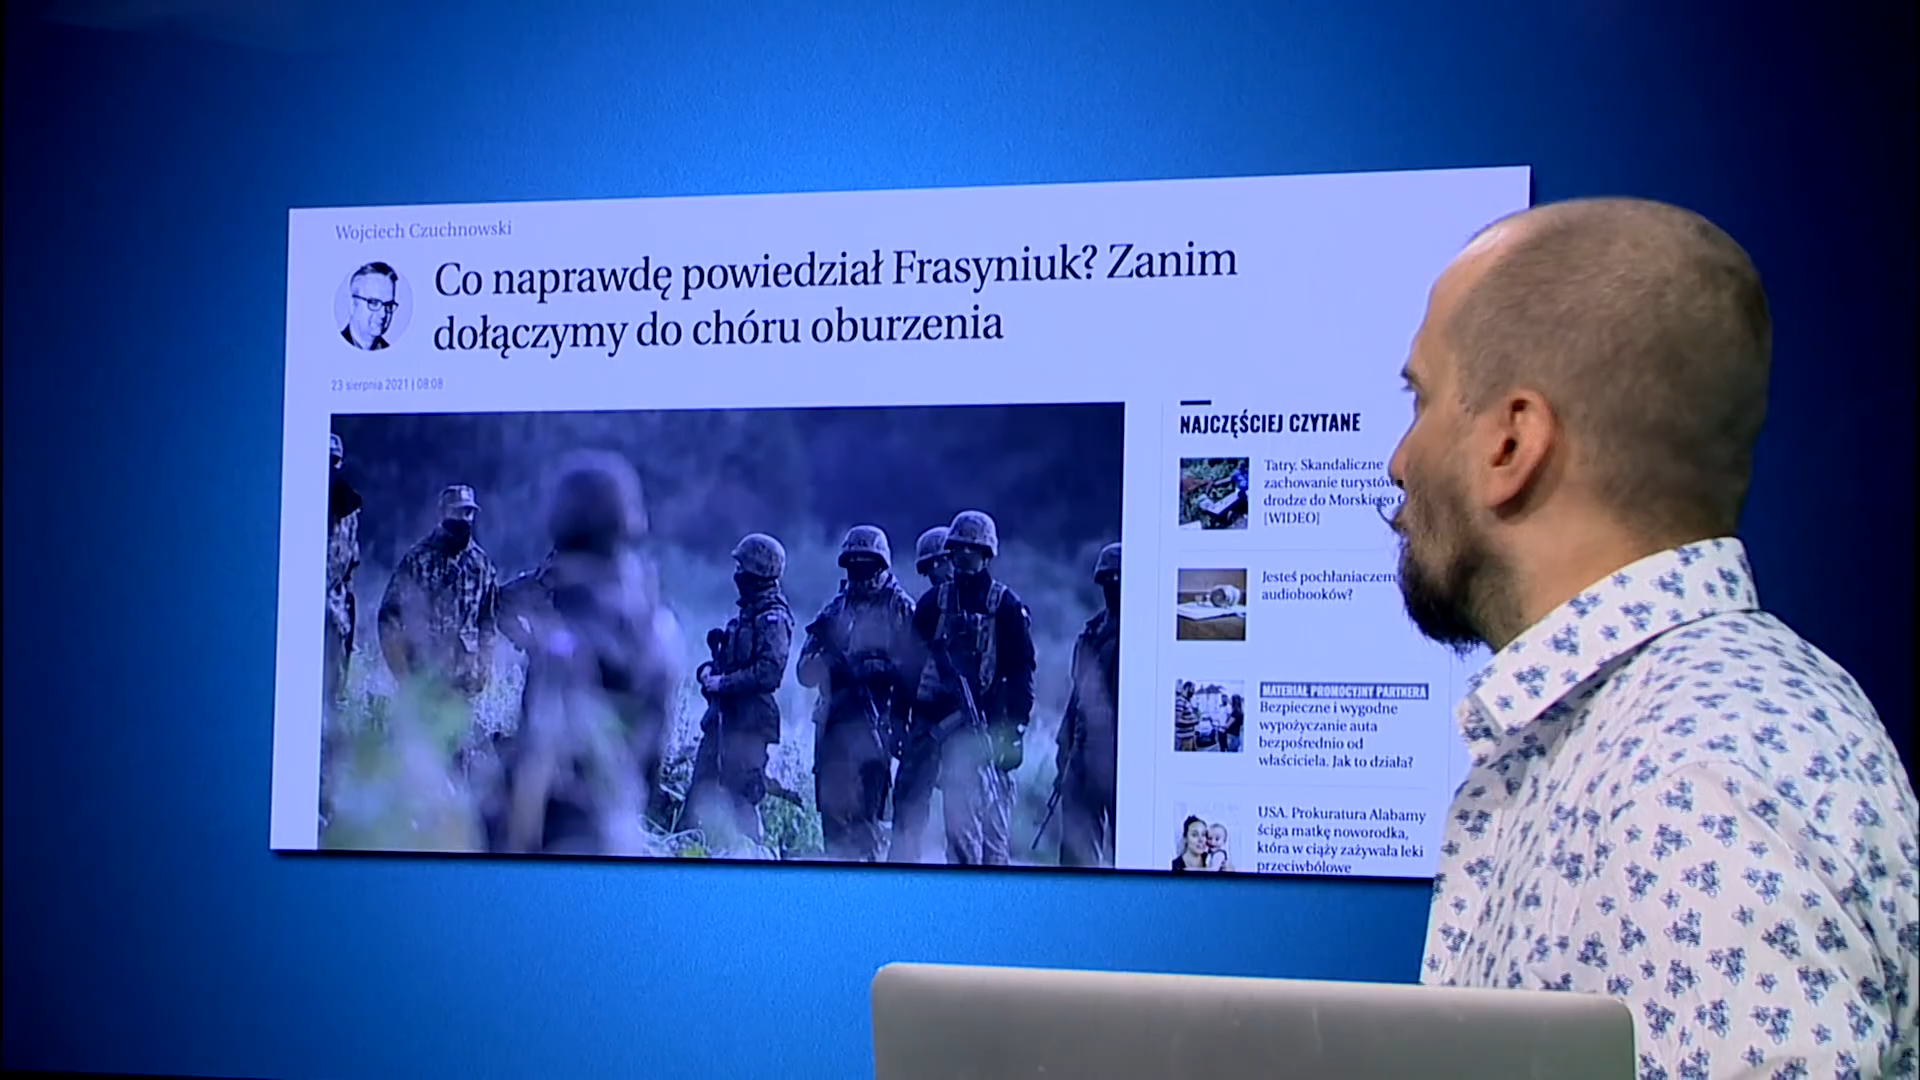 Wojciech Czuchnowski
Co naprawdę powiedział Frasyniuk? Zanim
dołączymy do chóru oburzenia
23 sierpnia 2021 | 08:08
NAJCZĘŚCIEJ CZYTANE
Tatry. Skandaliczne
zachowanie turystów
drodze do Morskiego
[WIDEO]
Jesteś pochłaniaczem
audiobooków?
MATERIAŁ PROMOCYJNY PARTNERA
Bezpieczne i wygodne
wypożyczanie auta
bezpośrednio od
właściciela. Jak to działa?
USA. Prokuratura Alabamy
ściga matkę noworodka,
która w ciąży zażywała leki
przeciwbólowe